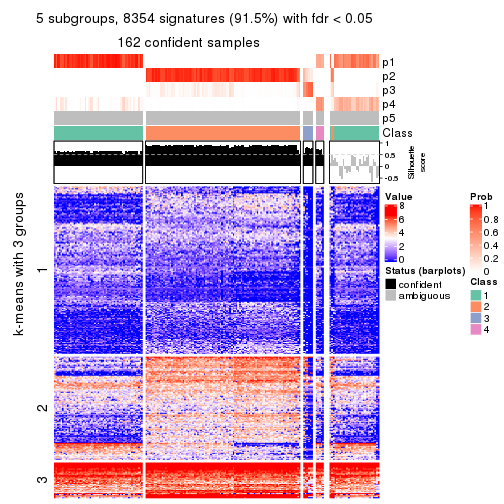 5 subgroups, 8354 signatures (91.5%) with fdr < 0.05
162 confident samples
p1
p2
p3
p4
p5
Class
1
0.5
0
-0.5
Silhouette
score
k-means with 3 groups
1
2
3
Value
8
6
4
2
0
Status (barplots)
confident
ambiguous
Prob
1
0.8
0.6
0.4
0.2
0
Class
1
2
3
4